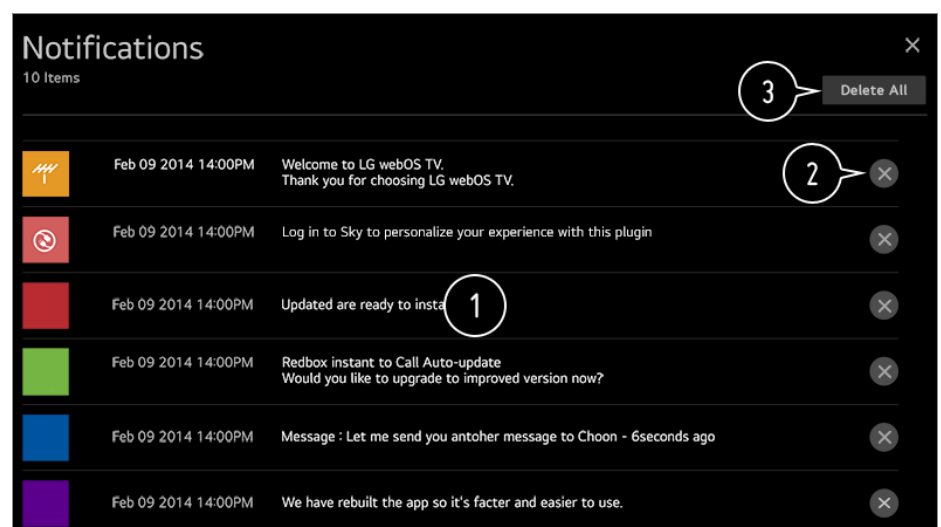 Notifications
10 Items
3
Delete All
Feb 09 2014 14:00PM
Welcome to LG webOS TV.
Thank you for choosing LG webOS TV.
2
Feb 09 2014 14:00PM
Log in to Sky to personalize your experience with this plugin
Feb 09 2014 14:00PM
Updated are ready to insta
1
Feb 09 2014 14:00PM
Redbox instant to Call Auto-update
Would you like to upgrade to improved version now?
Feb 09 2014 14:00PM
Message : Let me send you antoher message to Choon - 6seconds ago
Feb 09 2014 14:00PM
We have rebuilt the app so it's facter and easier to use.